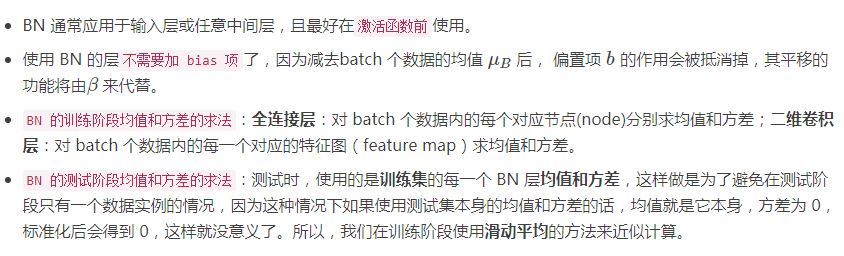 • BN 通常应用于输入层或任意中间层，且最好在 激活函数前 使用。
• 使用 BN 的层 不需要加 bias 项 了，因为减去batch 个数据的均值 μB 后， 偏置项 b 的作用会被抵消掉，其平移的
功能将由β 来代替。
• BN 的训练阶段均值和方差的求法：全连接层：对 batch 个数据内的每个对应节点(node)分别求均值和方差；二维卷积
层：对 batch 个数据内的每一个对应的特征图（feature map）求均值和方差。
• BN 的测试阶段均值和方差的求法：测试时，使用的是训练集的每一个 BN 层均值和方差，这样做是为了避免在测试阶
段只有一个数据实例的情况，因为这种情况下如果使用测试集本身的均值和方差的话，均值就是它本身，方差为 0，
标准化后会得到 0，这样就没意义了。所以，我们在训练阶段使用滑动平均的方法来近似计算。